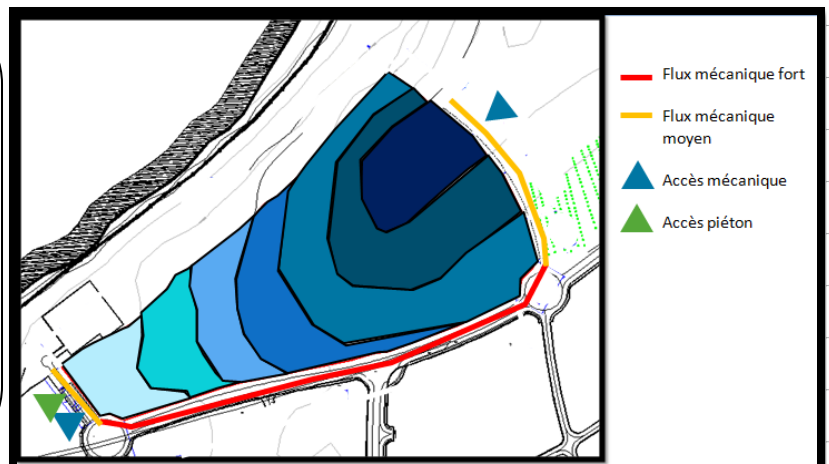 Flux mécanique fort
Flux mécanique
moyen
Accès mécanique
Accès piéton